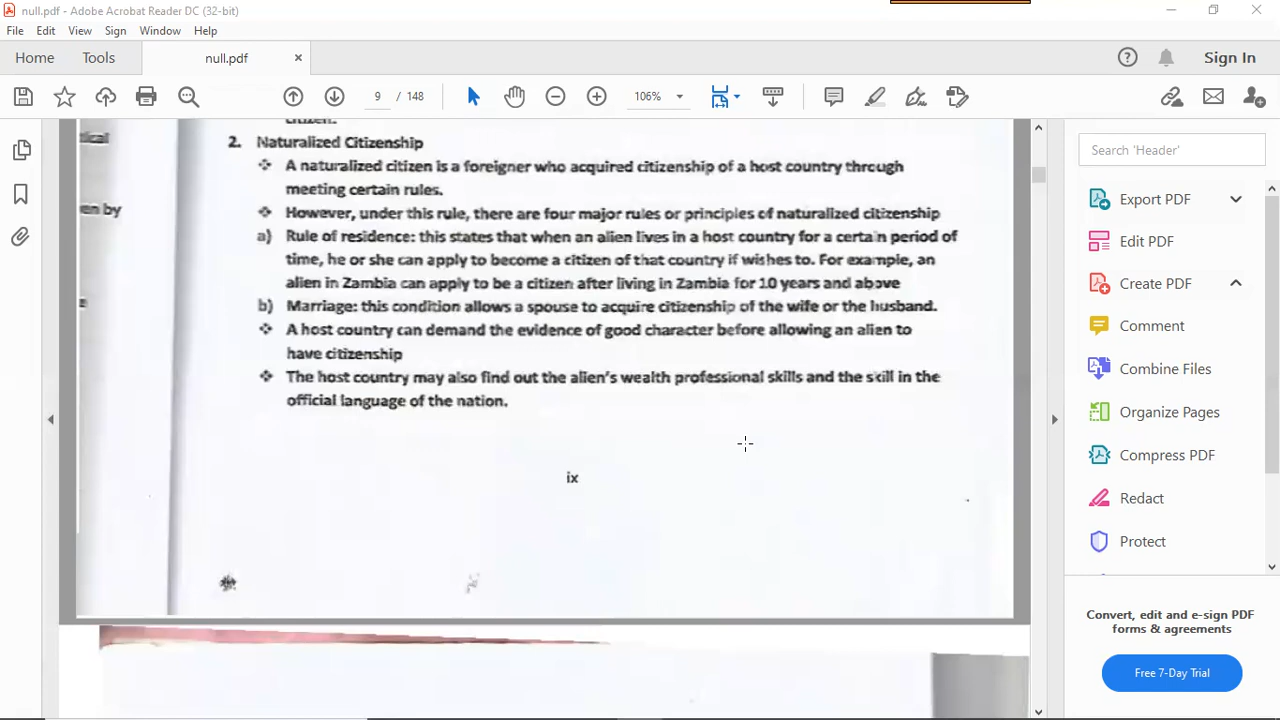 null.pdf - Adobe Acrobat Reader DC (32-bit)
File Edit View Sign Window Help
Home Tools null.pdf × Sign In
9 / 148 106%
tical
en by
citizen.
2. Naturalized Citizenship
❖ A naturalized citizen is a foreigner who acquired citizenship of a host country through
meeting certain rules.
❖ However, under this rule, there are four major rules or principles of naturalized citizenship
a) Rule of residence: this states that when an alien lives in a host country for a certain period of
time, he or she can apply to become a citizen of that country if wishes to. For example, an
alien in Zambia can apply to be a citizen after living in Zambia for 10 years and above
b) Marriage: this condition allows a spouse to acquire citizenship of the wife or the husband.
❖ A host country can demand the evidence of good character before allowing an alien to
have citizenship
❖ The host country may also find out the alien's wealth professional skills and the skill in the
official language of the nation.
ix
Search 'Header'
Export PDF
Edit PDF
Create PDF
Comment
Combine Files
Organize Pages
Compress PDF
Redact
Protect
Convert, edit and e-sign PDF
forms & agreements
Free 7-Day Trial